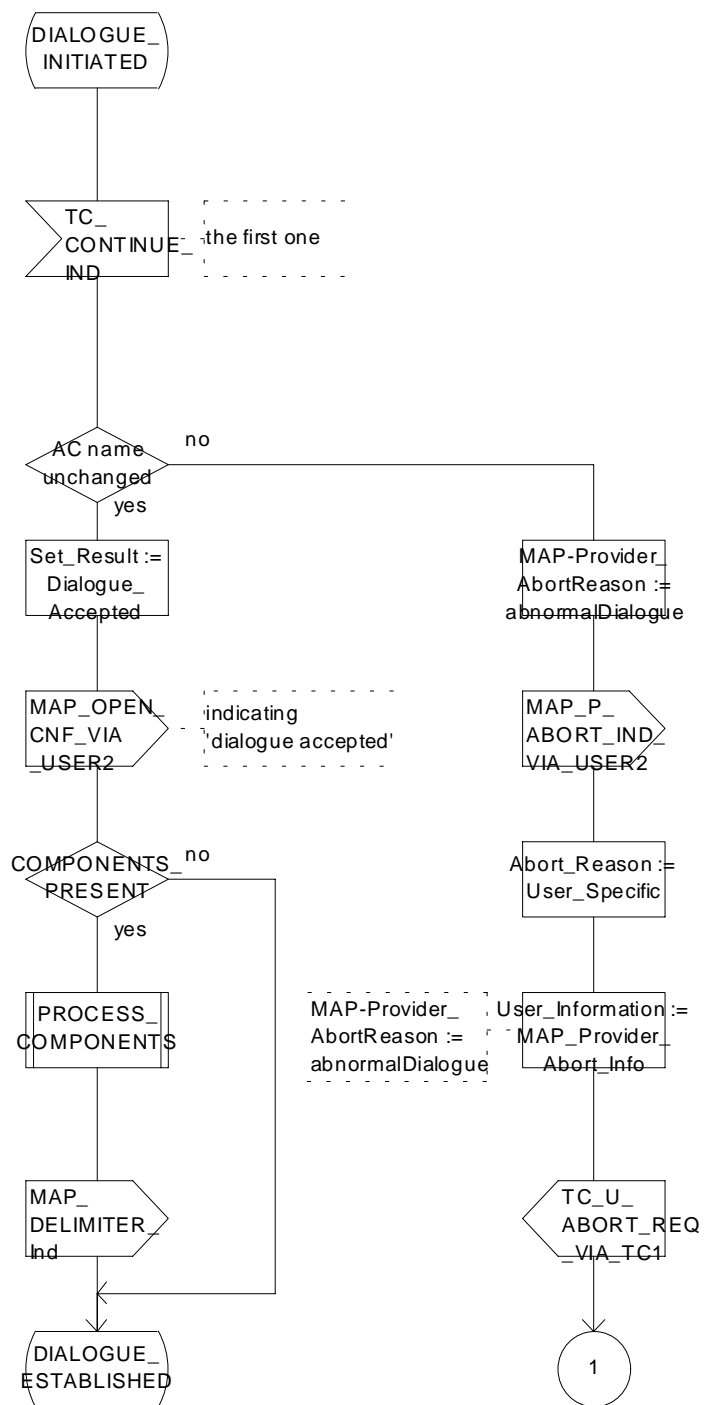 DIALOGUE_
INITIATED
TC_
CONTINUE_
IND
the first one
AC name
unchanged
no
yes
Set_Result :=
Dialogue_
Accepted
MAP-Provider_
AbortReason :=
abnormalDialogue
MAP_OPEN_
CNF_VIA
_USER2
indicating
'dialogue accepted'
MAP_P_
ABORT_IND_
VIA_USER2
COMPONENTS_
PRESENT
no
yes
Abort_Reason :=
User_Specific
PROCESS_
COMPONENTS
MAP-Provider_
AbortReason :=
abnormalDialogue
User_Information :=
MAP_Provider_
Abort_Info
MAP_
DELIMITER_
Ind
TC_U_
ABORT_REQ
_VIA_TC1
DIALOGUE_
ESTABLISHED
1